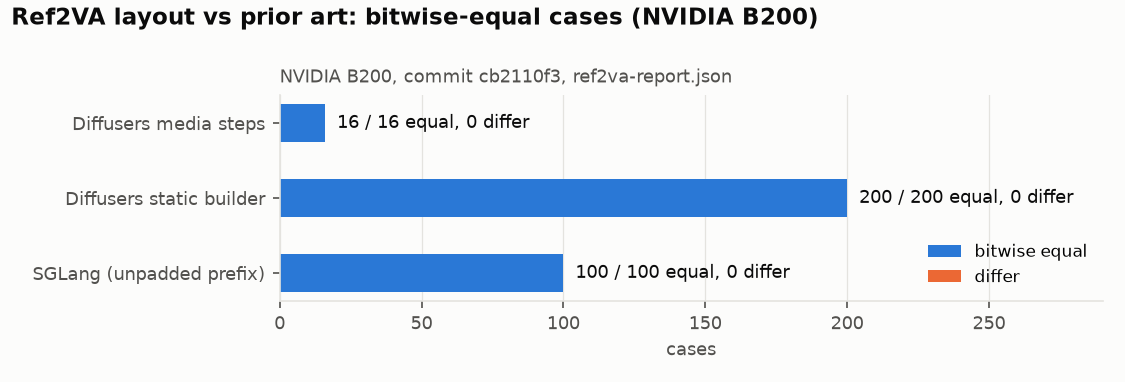 Ref2VA layout vs prior art: bitwise-equal cases (NVIDIA B200)
NVIDIA B200, commit cb2110f3, ref2va-report.json
Diffusers media steps
16 / 16 equal, 0 differ
Diffusers static builder
200 / 200 equal, 0 differ
SGLang (unpadded prefix)
100 / 100 equal, 0 differ
bitwise equal
differ
0 50 100 150 200 250
cases